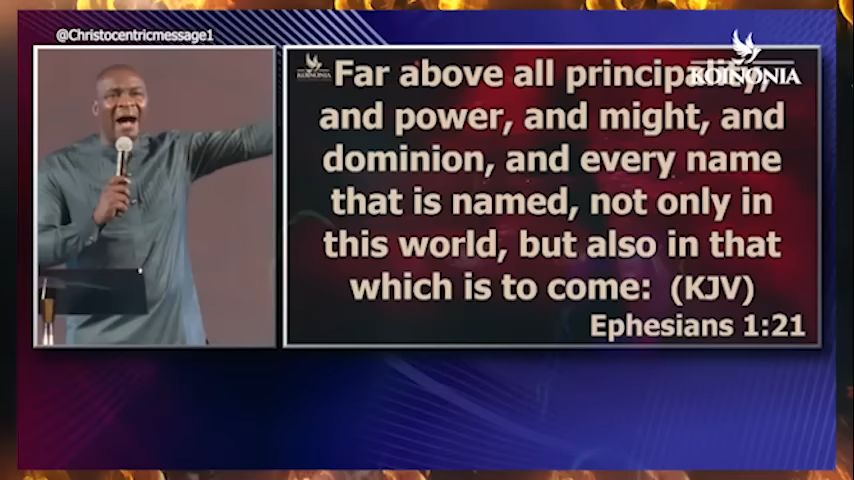 @Christocentricmessage1
KOINONIA
KOINONIA
Far above all principality,
and power, and might, and
dominion, and every name
that is named, not only in
this world, but also in that
which is to come: (KJV)
Ephesians 1:21